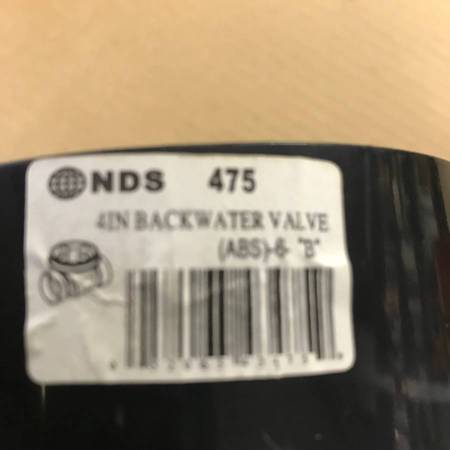 NDS 475
4IN BACKWATER VALVE
(ABS)-6- "B"